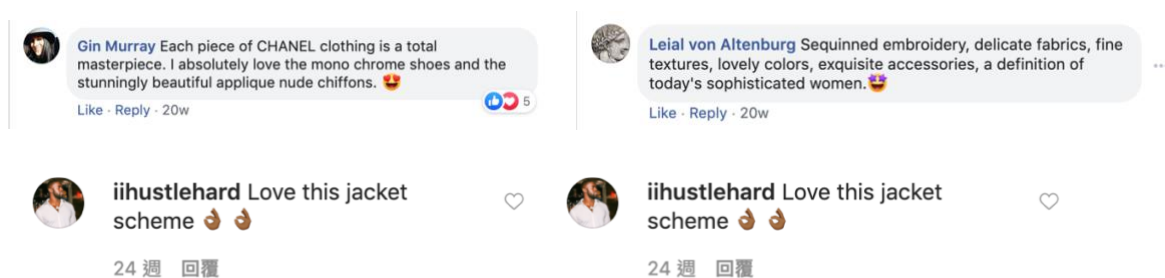 Gin Murray Each piece of CHANEL clothing is a total
masterpiece. I absolutely love the mono chrome shoes and the
stunningly beautiful applique nude chiffons. 😍
Like · Reply · 20w
5
Leial von Altenburg Sequinned embroidery, delicate fabrics, fine
textures, lovely colors, exquisite accessories, a definition of
today's sophisticated women.🤩
Like · Reply · 20w
iihustlehard Love this jacket
scheme 👌🏾 👌🏾
24 週 回覆
iihustlehard Love this jacket
scheme 👌🏾 👌🏾
24 週 回覆